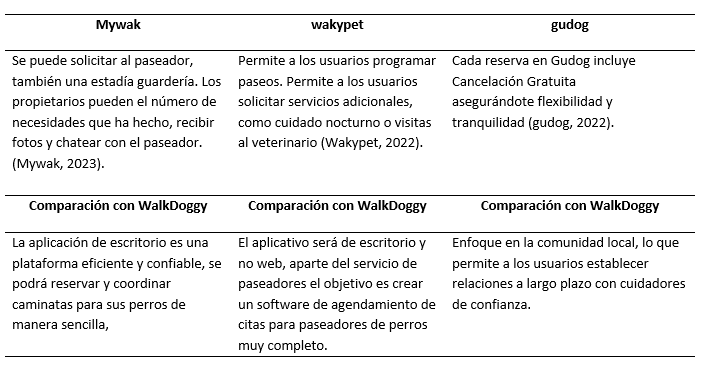 Mywak
wakypet
gudog
Se puede solicitar al paseador,
también una estadía guardería. Los
propietarios pueden el número de
necesidades que ha hecho, recibir
fotos y chatear con el paseador.
(Mywak, 2023).
Permite a los usuarios programar
paseos. Permite a los usuarios
solicitar servicios adicionales,
como cuidado nocturno o visitas
al veterinario (Wakypet, 2022).
Cada reserva en Gudog incluye
Cancelación Gratuita
asegurándote flexibilidad y
tranquilidad (gudog, 2022).
Comparación con WalkDoggy
Comparación con WalkDoggy
Comparación con WalkDoggy
La aplicación de escritorio es una
plataforma eficiente y confiable, se
podrá reservar y coordinar
caminatas para sus perros de
manera sencilla,
El aplicativo será de escritorio y
no web, aparte del servicio de
paseadores el objetivo es crear
un software de agendamiento de
citas para paseadores de perros
muy completo.
Enfoque en la comunidad local, lo que
permite a los usuarios establecer
relaciones a largo plazo con cuidadores
de confianza.